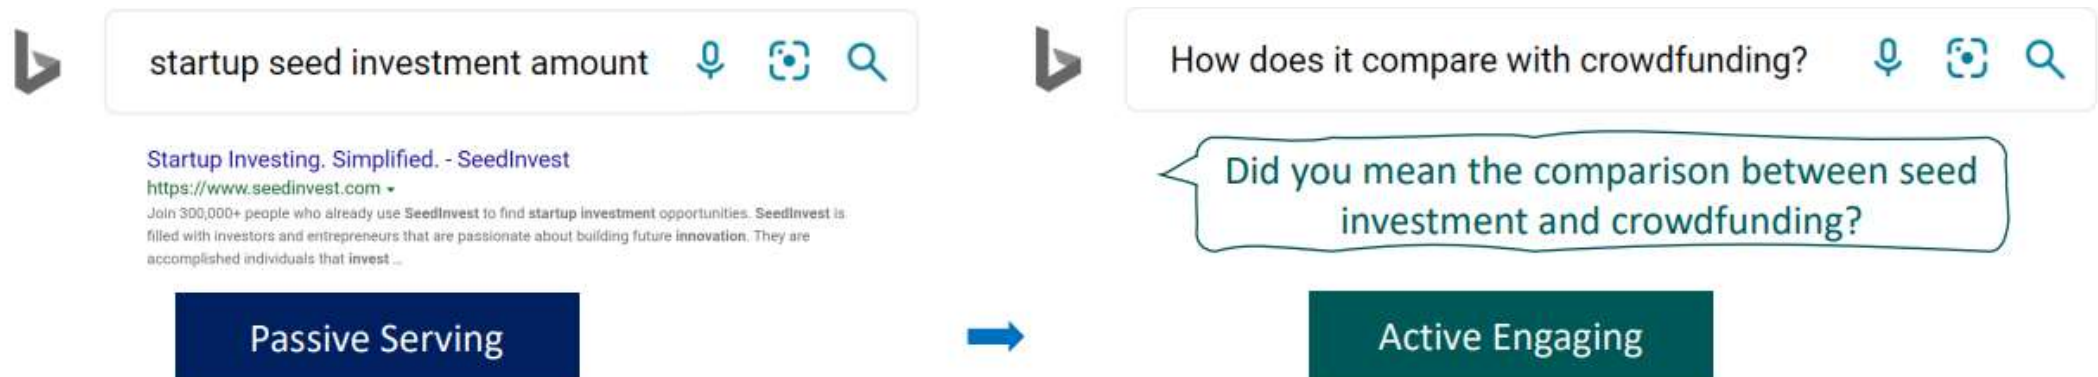 startup seed investment amount
Startup Investing. Simplified. - SeedInvest
https://www.seedinvest.com
Join 300,000+ people who already use SeedInvest to find startup investment opportunities. SeedInvest is
filled with investors and entrepreneurs that are passionate about building future innovation. They are
accomplished individuals that invest ...
Passive Serving
How does it compare with crowdfunding?
Did you mean the comparison between seed
investment and crowdfunding?
Active Engaging